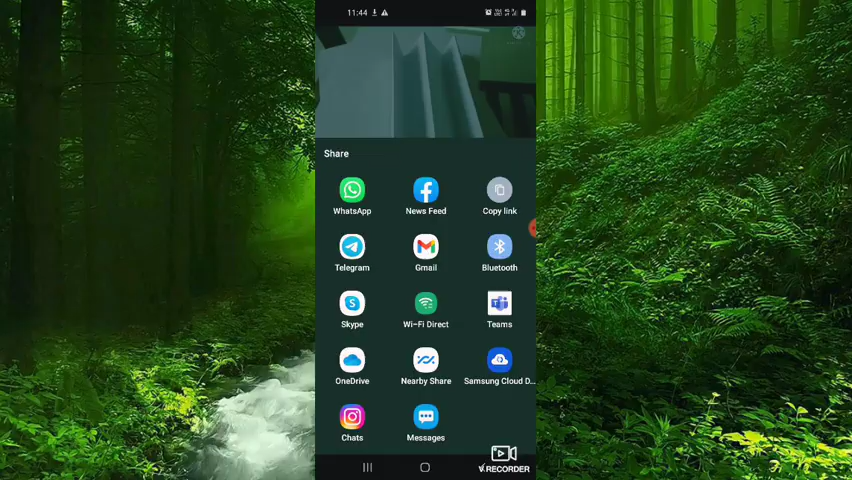 11:44
Share
WhatsApp
News Feed
Copy link
Telegram
Gmail
Bluetooth
Skype
Wi-Fi Direct
Teams
OneDrive
Nearby Share
Samsung Cloud D...
Chats
Messages
V.RECORDER